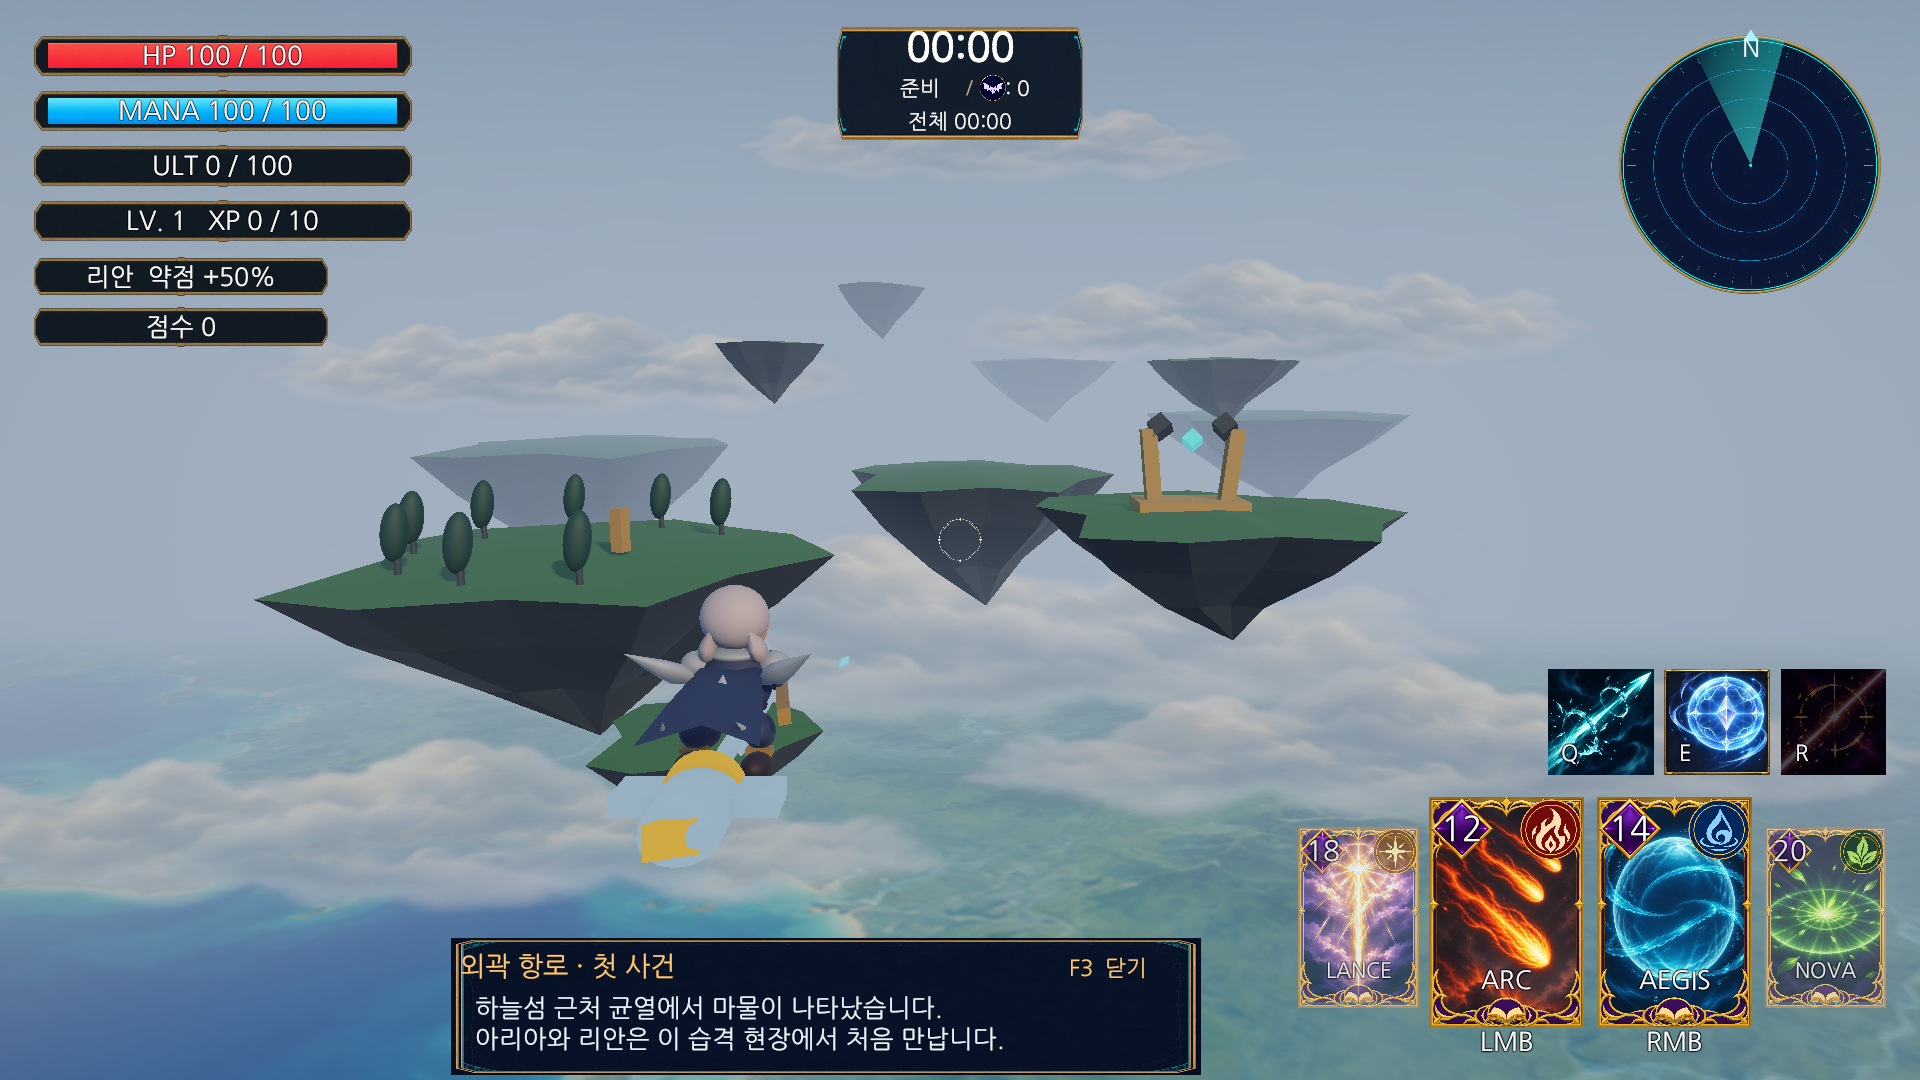 HP 100 / 100
MANA 100 / 100
ULT 0 / 100
LV. 1 XP 0 / 10
리안 약점 +50%
점수 0
00:00
준비 / : 0
전체 00:00
N
Q
E
R
18
LANCE
12
ARC
LMB
14
AEGIS
RMB
20
NOVA
외곽 항로 · 첫 사건
F3 닫기
하늘섬 근처 균열에서 마물이 나타났습니다.
아리아와 리안은 이 습격 현장에서 처음 만납니다.